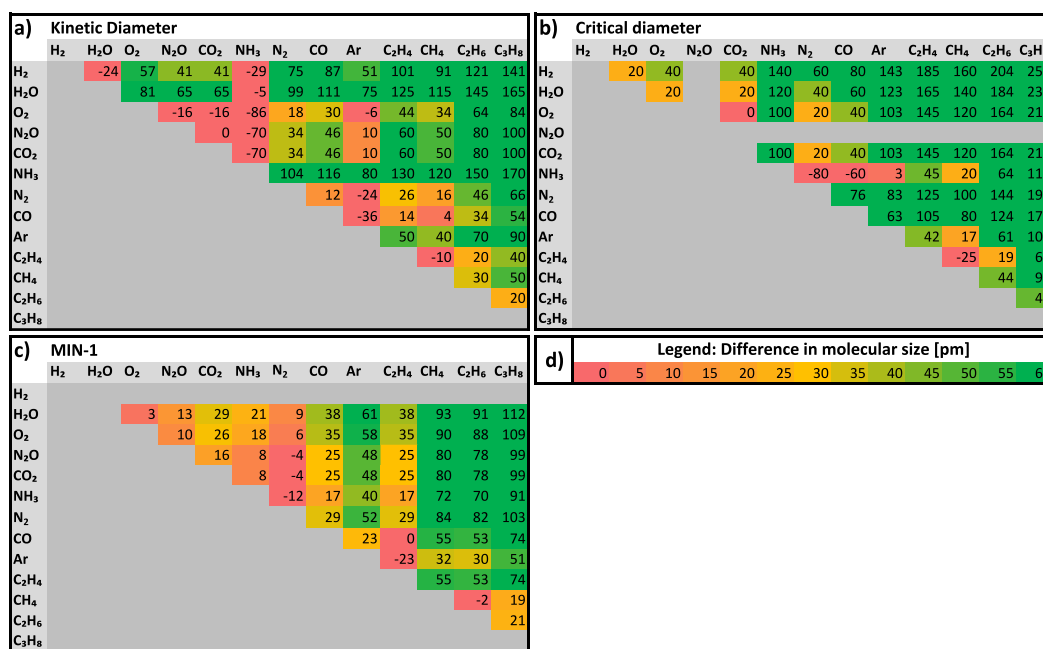 a) Kinetic Diameter
H₂ H₂O O₂ N₂O CO₂ NH₃ N₂ CO Ar C₂H₄ CH₄ C₂H₆ C₃H₈
H₂ -24 57 41 41 -29 75 87 51 101 91 121 141
H₂O 81 65 65 -5 99 111 75 125 115 145 165
O₂ -16 -16 -86 18 30 -6 44 34 64 84
N₂O 0 -70 34 46 10 60 50 80 100
CO₂ -70 34 46 10 60 50 80 100
NH₃ 104 116 80 130 120 150 170
N₂ 12 -24 26 16 46 66
CO -36 14 4 34 54
Ar 50 40 70 90
C₂H₄ -10 20 40
CH₄ 30 50
C₂H₆ 20
C₃H₈
b) Critical diameter
H₂ H₂O O₂ N₂O CO₂ NH₃ N₂ CO Ar C₂H₄ CH₄ C₂H₆ C₃H
H₂ 20 40 40 140 60 80 143 185 160 204 25
H₂O 20 20 120 40 60 123 165 140 184 23
O₂ 0 100 20 40 103 145 120 164 21
N₂O
CO₂ 100 20 40 103 145 120 164 21
NH₃ -80 -60 3 45 20 64 11
N₂ 76 83 125 100 144 19
CO 63 105 80 124 17
Ar 42 17 61 10
C₂H₄ -25 19 6
CH₄ 44 9
C₂H₆ 4
C₃H₈
c) MIN-1
H₂ H₂O O₂ N₂O CO₂ NH₃ N₂ CO Ar C₂H₄ CH₄ C₂H₆ C₃H₈
H₂
H₂O 3 13 29 21 9 38 61 38 93 91 112
O₂ 10 26 18 6 35 58 35 90 88 109
N₂O 16 8 -4 25 48 25 80 78 99
CO₂ 8 -4 25 48 25 80 78 99
NH₃ -12 17 40 17 72 70 91
N₂ 29 52 29 84 82 103
CO 23 0 55 53 74
Ar -23 32 30 51
C₂H₄ 55 53 74
CH₄ -2 19
C₂H₆ 21
C₃H₈
d) Legend: Difference in molecular size [pm]
0 5 10 15 20 25 30 35 40 45 50 55 6